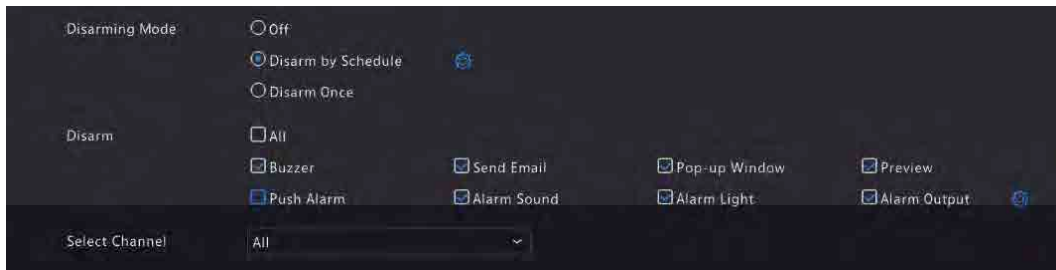 Disarming Mode Off
Disarm by Schedule
Disarm Once
Disarm All
Buzzer Send Email Pop-up Window Preview
Push Alarm Alarm Sound Alarm Light Alarm Output
Select Channel All